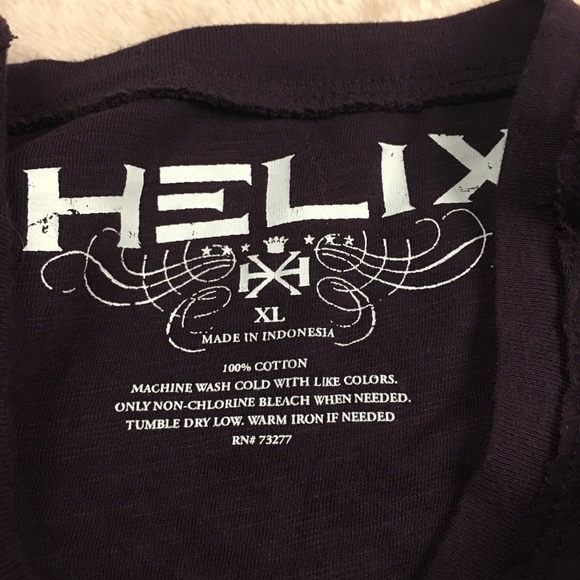 HELIX
XL
MADE IN INDONESIA
100% COTTON
MACHINE WASH COLD WITH LIKE COLORS.
ONLY NON-CHLORINE BLEACH WHEN NEEDED.
TUMBLE DRY LOW. WARM IRON IF NEEDED
RN# 73277